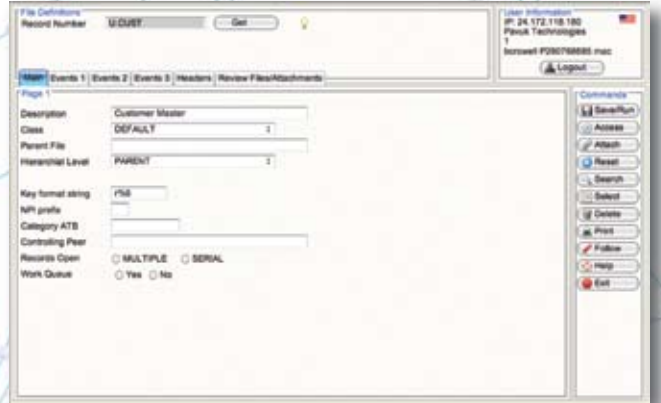 File Definitions
Record Number U.CUST Get
User Information
IP: 24.172.118.180
Pavuk Technologies
1
Logout
Main Events 1 Events 2 Events 3 Headers Review Files/Attachments
Page 1
Description Customer Master
Class DEFAULT
Parent File
Hierarchial Level PARENT
Key format string
NPI prefix
Category ATB
Controlling Peer
Records Open MULTIPLE SERIAL
Work Queue Yes No
Commands
Save/Run
Access
Attach
Reset
Search
Select
Delete
Print
Follow
Help
Exit